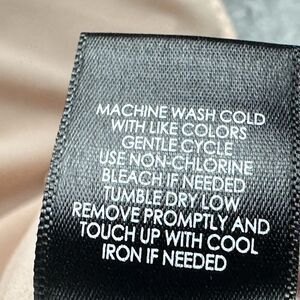 MACHINE WASH COLD
WITH LIKE COLORS
GENTLE CYCLE
USE NON-CHLORINE
BLEACH IF NEEDED
TUMBLE DRY LOW
REMOVE PROMPTLY AND
TOUCH UP WITH COOL
IRON IF NEEDED